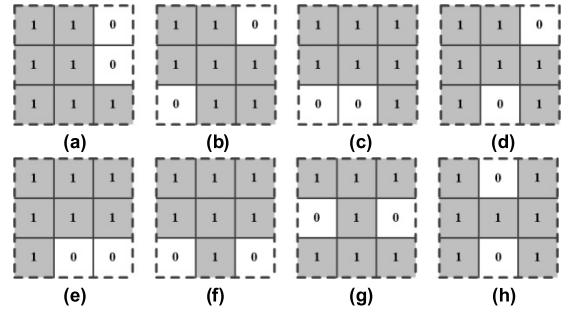 1 1 0 1 1 0 1 1 1 1 1 0
1 1 0 1 1 1 1 1 1 1 1 1
1 1 1 0 1 1 0 0 1 1 0 1
(a) (b) (c) (d)
1 1 1 1 1 1 1 1 1 1 0 1
1 1 1 1 1 1 0 1 0 1 1 1
1 0 0 0 1 0 1 1 1 1 0 1
(e) (f) (g) (h)